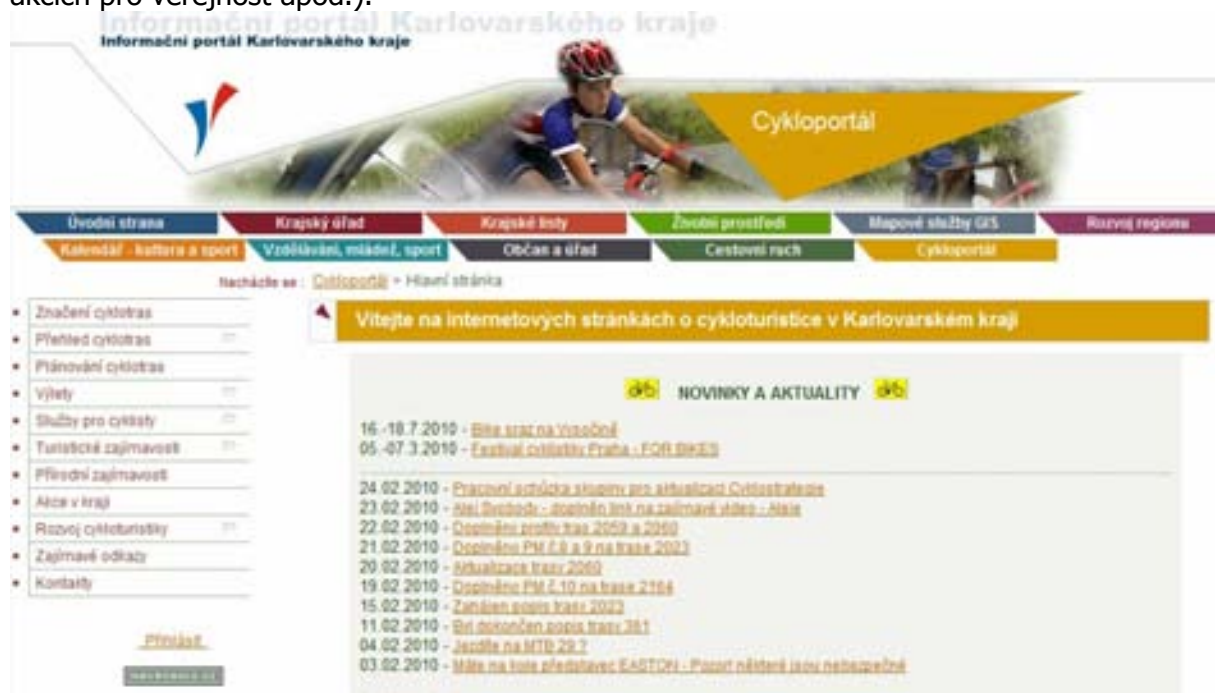 akcích pro veřejnost apod.).
Informační portál Karlovarského kraje
Informační portál Karlovarského kraje
Cykloportál
Úvodní strana
Krajský úřad
Krajské listy
Životní prostředí
Mapové služby GIS
Rozvoj regionu
Kalendář - kultura a sport
Vzdělávání, mládež, sport
Občan a úřad
Cestovní ruch
Cykloportál
Nacházíte se : Cykloportál > Hlavní stránka
Značení cyklotras
Přehled cyklotras
Plánování cyklotras
Výlety
Služby pro cyklisty
Turistické zajímavosti
Přírodní zajímavosti
Akce v kraji
Rozvoj cykloturistiky
Zajímavé odkazy
Kontakty
Přihlásit
Vítejte na internetových stránkách o cykloturistice v Karlovarském kraji
NOVINKY A AKTUALITY
16.-18.7.2010 - Bike sraz na Vysočině
05.-07.3.2010 - Festival cyklistiky Praha - FOR BIKES
24.02.2010 - Pracovní schůzka skupiny pro aktualizaci Cyklostrategie
23.02.2010 - Alej Svobody - doplněn link na zajímavé video - Aleje
22.02.2010 - Doplněny profily tras 2059 a 2060
21.02.2010 - Doplněno PM č.8 a 9 na trase 2023
20.02.2010 - Aktualizace trasy 2060
19.02.2010 - Doplněno PM č.10 na trase 2164
15.02.2010 - Zahájen popis trasy 2023
11.02.2010 - Byl dokončen popis trasy 361
04.02.2010 - Jezdíte na MTB 29 ?
03.02.2010 - Máte na kole představec EASTON - Pozor! některé jsou nebezpečné